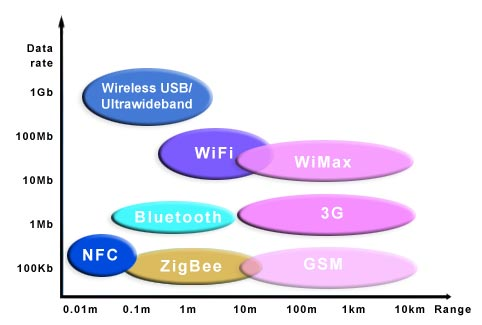 Data
rate
1Gb
100Mb
10Mb
1Mb
100Kb
Wireless USB/
Ultrawideband
WiFi
WiMax
Bluetooth
3G
NFC
ZigBee
GSM
0.01m 0.1m 1m 10m 100m 1km 10km Range